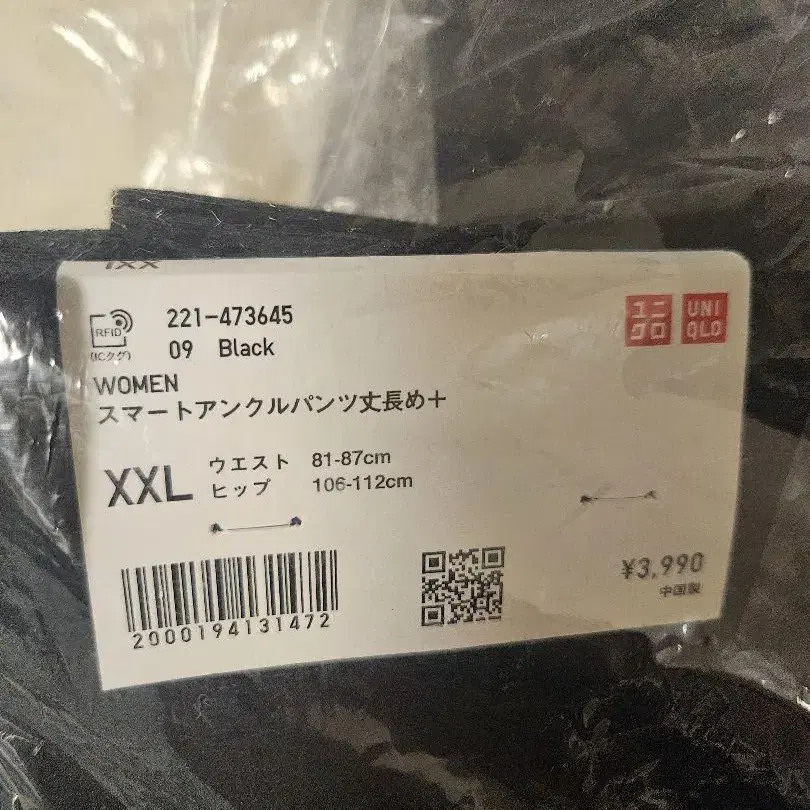 RFID
(ICタグ)
221-473645
09 Black
ユニ
クロ
UNI
QLO
WOMEN
スマートアンクルパンツ丈長め+
XXL
ウエスト 81-87cm
ヒップ 106-112cm
2000194131472
¥3,990
中国製